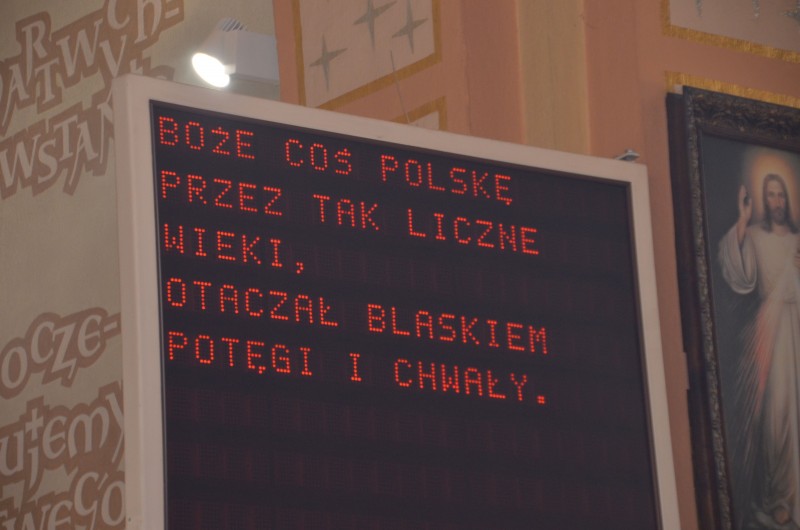 BOŻE COŚ POLSKĘ
PRZEZ TAK LICZNE
WIEKI,
OTACZAŁ BLASKIEM
POTĘGI I CHWAŁY.